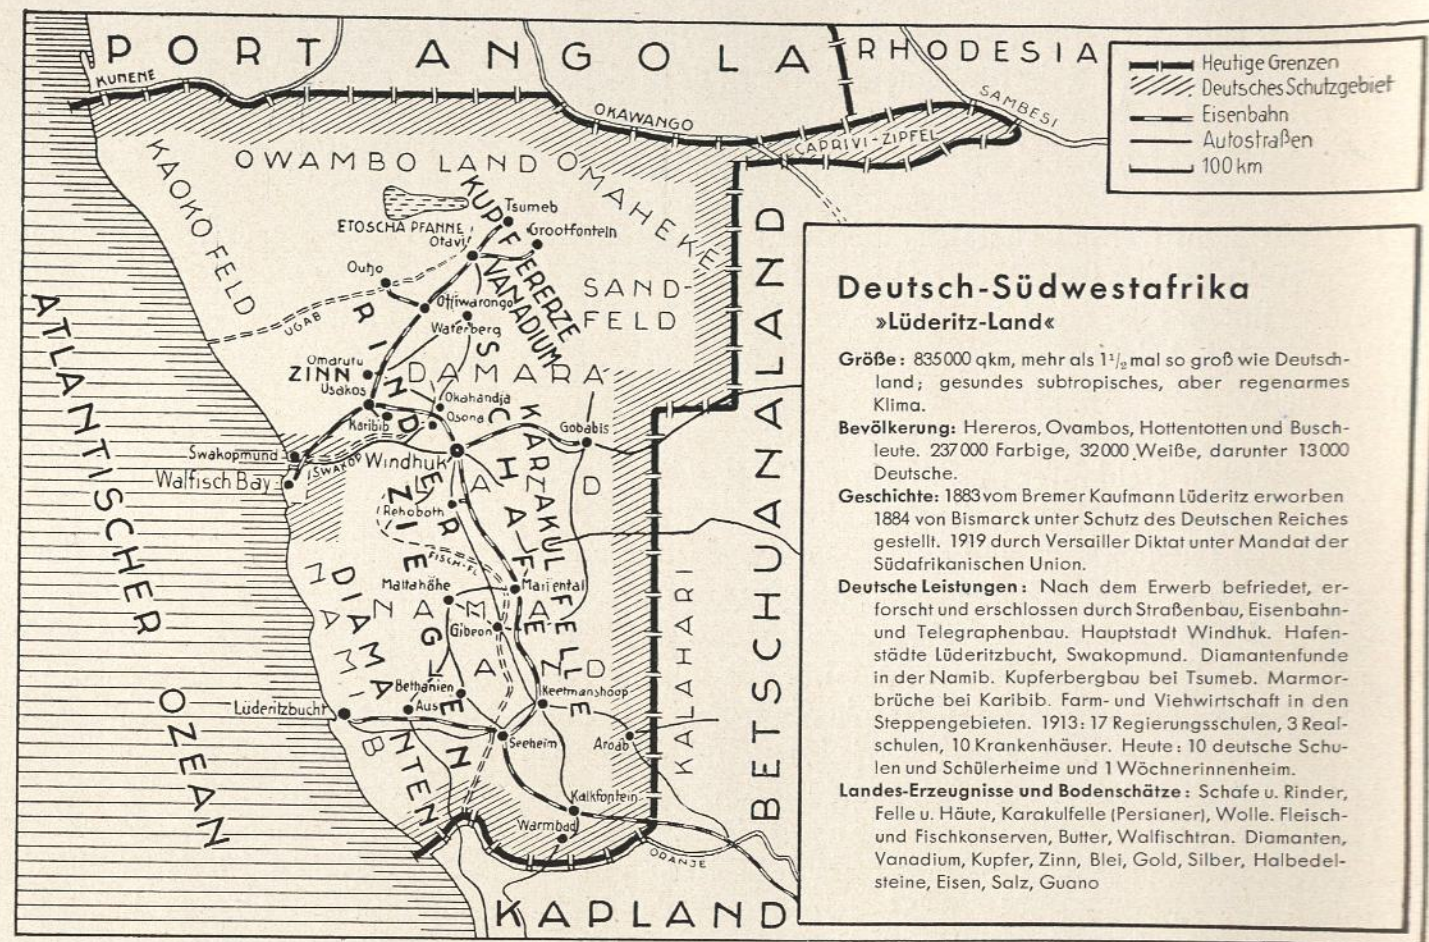 PORT ANGOLA
RHODESIA
KUNENE
OKAWANGO
SAMBESI
CAPRIVI-ZIPFEL
Heutige Grenzen
Deutsches Schutzgebiet
Eisenbahn
Autostraßen
100 km
OWAMBO LAND
OMAHEKE
KAOKO FELD
ETOSCHA PFANNE
Tsumeb
Grootfontein
Otavi
KUPFERERZE
VANADIUM
SAND-
FELD
Outjo
UGAB
Otjiwarongo
Waterberg
Omaruru
ZINN
Usakos
DAMARA
LAND
Okahandja
Osona
Karibib
Gobabis
Swakopmund
SWAKOP
Windhuk
Walfisch Bay
Rehoboth
RINDER
SCHAFE
KARAKULFELLE
ZIEGEN
FISCH-FL.
Maltahöhe
Mariental
NAMA
LAND
Gibeon
NAMIB
DIAMANTEN
Bethanien
Keetmanshoop
Lüderitzbucht
Aus
Seeheim
Aroab
Kalkfontein
Warmbad
ORANJE
KALAHARI
BETSCHUANALAND
KAPLAND
ATLANTISCHER
OZEAN
Deutsch-Südwestafrika
»Lüderitz-Land«
Größe: 835000 qkm, mehr als 1¹/₂ mal so groß wie Deutsch-
land; gesundes subtropisches, aber regenarmes
Klima.
Bevölkerung: Hereros, Ovambos, Hottentotten und Busch-
leute. 237000 Farbige, 32000 Weiße, darunter 13000
Deutsche.
Geschichte: 1883 vom Bremer Kaufmann Lüderitz erworben
1884 von Bismarck unter Schutz des Deutschen Reiches
gestellt. 1919 durch Versailler Diktat unter Mandat der
Südafrikanischen Union.
Deutsche Leistungen: Nach dem Erwerb befriedet, er-
forscht und erschlossen durch Straßenbau, Eisenbahn-
und Telegraphenbau. Hauptstadt Windhuk. Hafen-
städte Lüderitzbucht, Swakopmund. Diamantenfunde
in der Namib. Kupferbergbau bei Tsumeb. Marmor-
brüche bei Karibib. Farm- und Viehwirtschaft in den
Steppengebieten. 1913: 17 Regierungsschulen, 3 Real-
schulen, 10 Krankenhäuser. Heute: 10 deutsche Schu-
len und Schülerheime und 1 Wöchnerinnenheim.
Landes-Erzeugnisse und Bodenschätze: Schafe u. Rinder,
Felle u. Häute, Karakulfelle (Persianer), Wolle. Fleisch-
und Fischkonserven, Butter, Walfischtran. Diamanten,
Vanadium, Kupfer, Zinn, Blei, Gold, Silber, Halbedel-
steine, Eisen, Salz, Guano